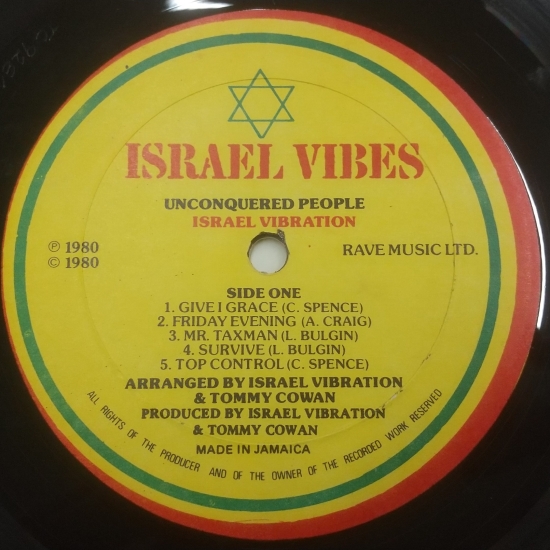 ISRAEL VIBES
UNCONQUERED PEOPLE
ISRAEL VIBRATION
℗ 1980
© 1980
RAVE MUSIC LTD.
SIDE ONE
1. GIVE I GRACE (C. SPENCE)
2. FRIDAY EVENING (A. CRAIG)
3. MR. TAXMAN (L. BULGIN)
4. SURVIVE (L. BULGIN)
5. TOP CONTROL (C. SPENCE)
ARRANGED BY ISRAEL VIBRATION
& TOMMY COWAN
PRODUCED BY ISRAEL VIBRATION
& TOMMY COWAN
MADE IN JAMAICA
ALL RIGHTS OF THE PRODUCER AND OF THE OWNER OF THE RECORDED WORK RESERVED